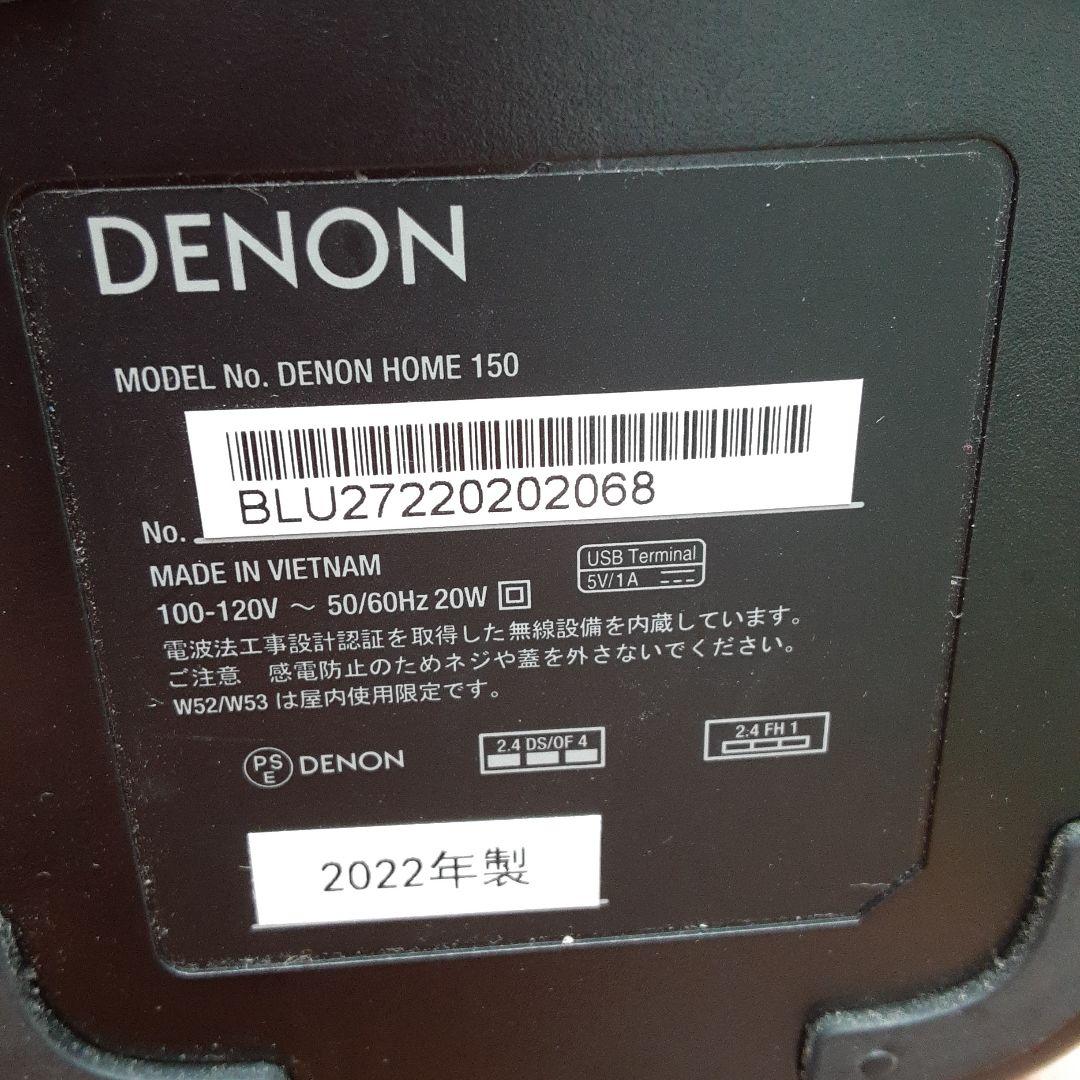 DENON
MODEL No. DENON HOME 150
BLU27220202068
No.
MADE IN VIETNAM
USB Terminal
5V/1A
100-120V ～ 50/60Hz 20W
電波法工事設計認証を取得した無線設備を内蔵しています。
ご注意 感電防止のためネジや蓋を外さないでください。
W52/W53 は屋内使用限定です。
PSE DENON
2.4 DS/OF 4
2.4 FH 1
2022年製